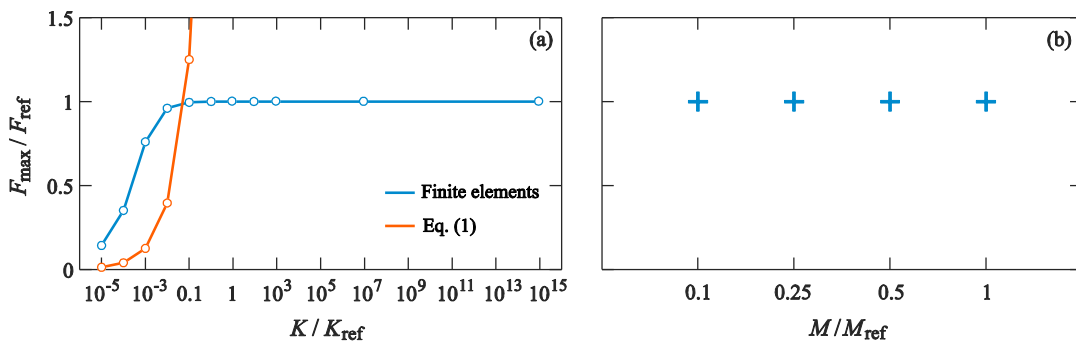 1.5
1
0.5
0
F_max / F_ref
(a)
Finite elements
Eq. (1)
10^-5 10^-3 0.1 1 10^3 10^5 10^7 10^9 10^11 10^13 10^15
K / K_ref
(b)
0.1 0.25 0.5 1
M/M_ref